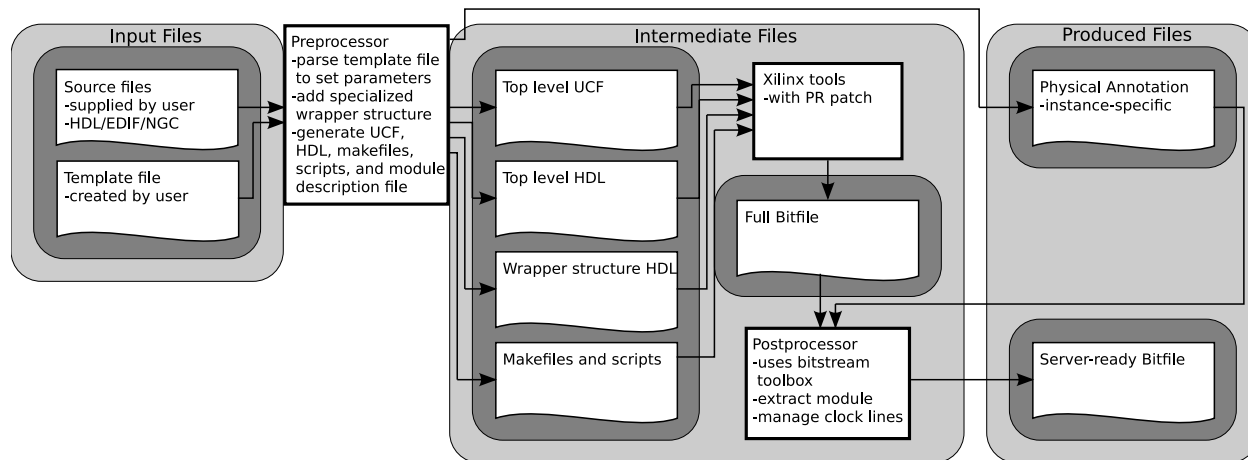 Input Files
Source files
-supplied by user
-HDL/EDIF/NGC
Template file
-created by user
Preprocessor
-parse template file
to set parameters
-add specialized
wrapper structure
-generate UCF,
HDL, makefiles,
scripts, and module
description file
Intermediate Files
Top level UCF
Top level HDL
Wrapper structure HDL
Makefiles and scripts
Xilinx tools
-with PR patch
Full Bitfile
Postprocessor
-uses bitstream
toolbox
-extract module
-manage clock lines
Produced Files
Physical Annotation
-instance-specific
Server-ready Bitfile